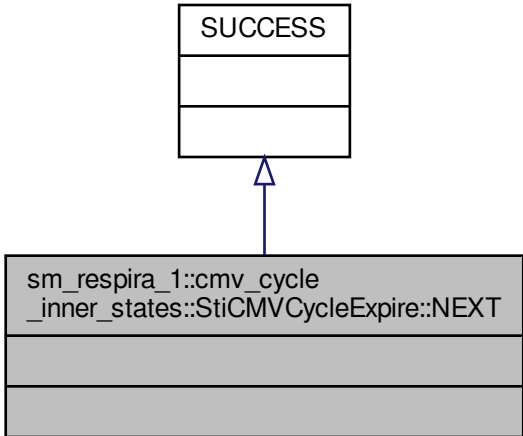 SUCCESS
sm_respira_1::cmv_cycle
_inner_states::StiCMVCycleExpire::NEXT